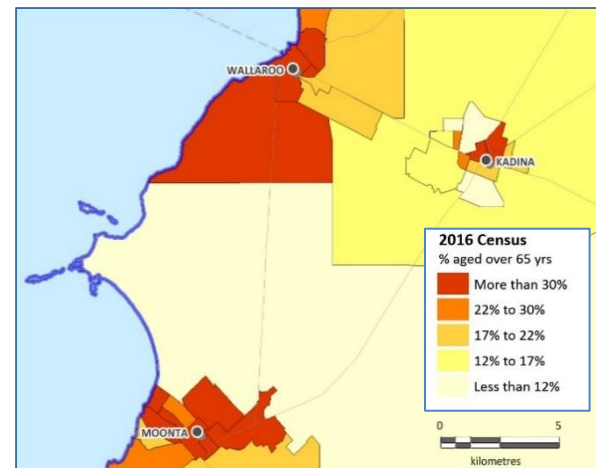 WALLAROO
KADINA
2016 Census
% aged over 65 yrs
More than 30%
22% to 30%
17% to 22%
12% to 17%
Less than 12%
MOONTA
0 5
kilometres